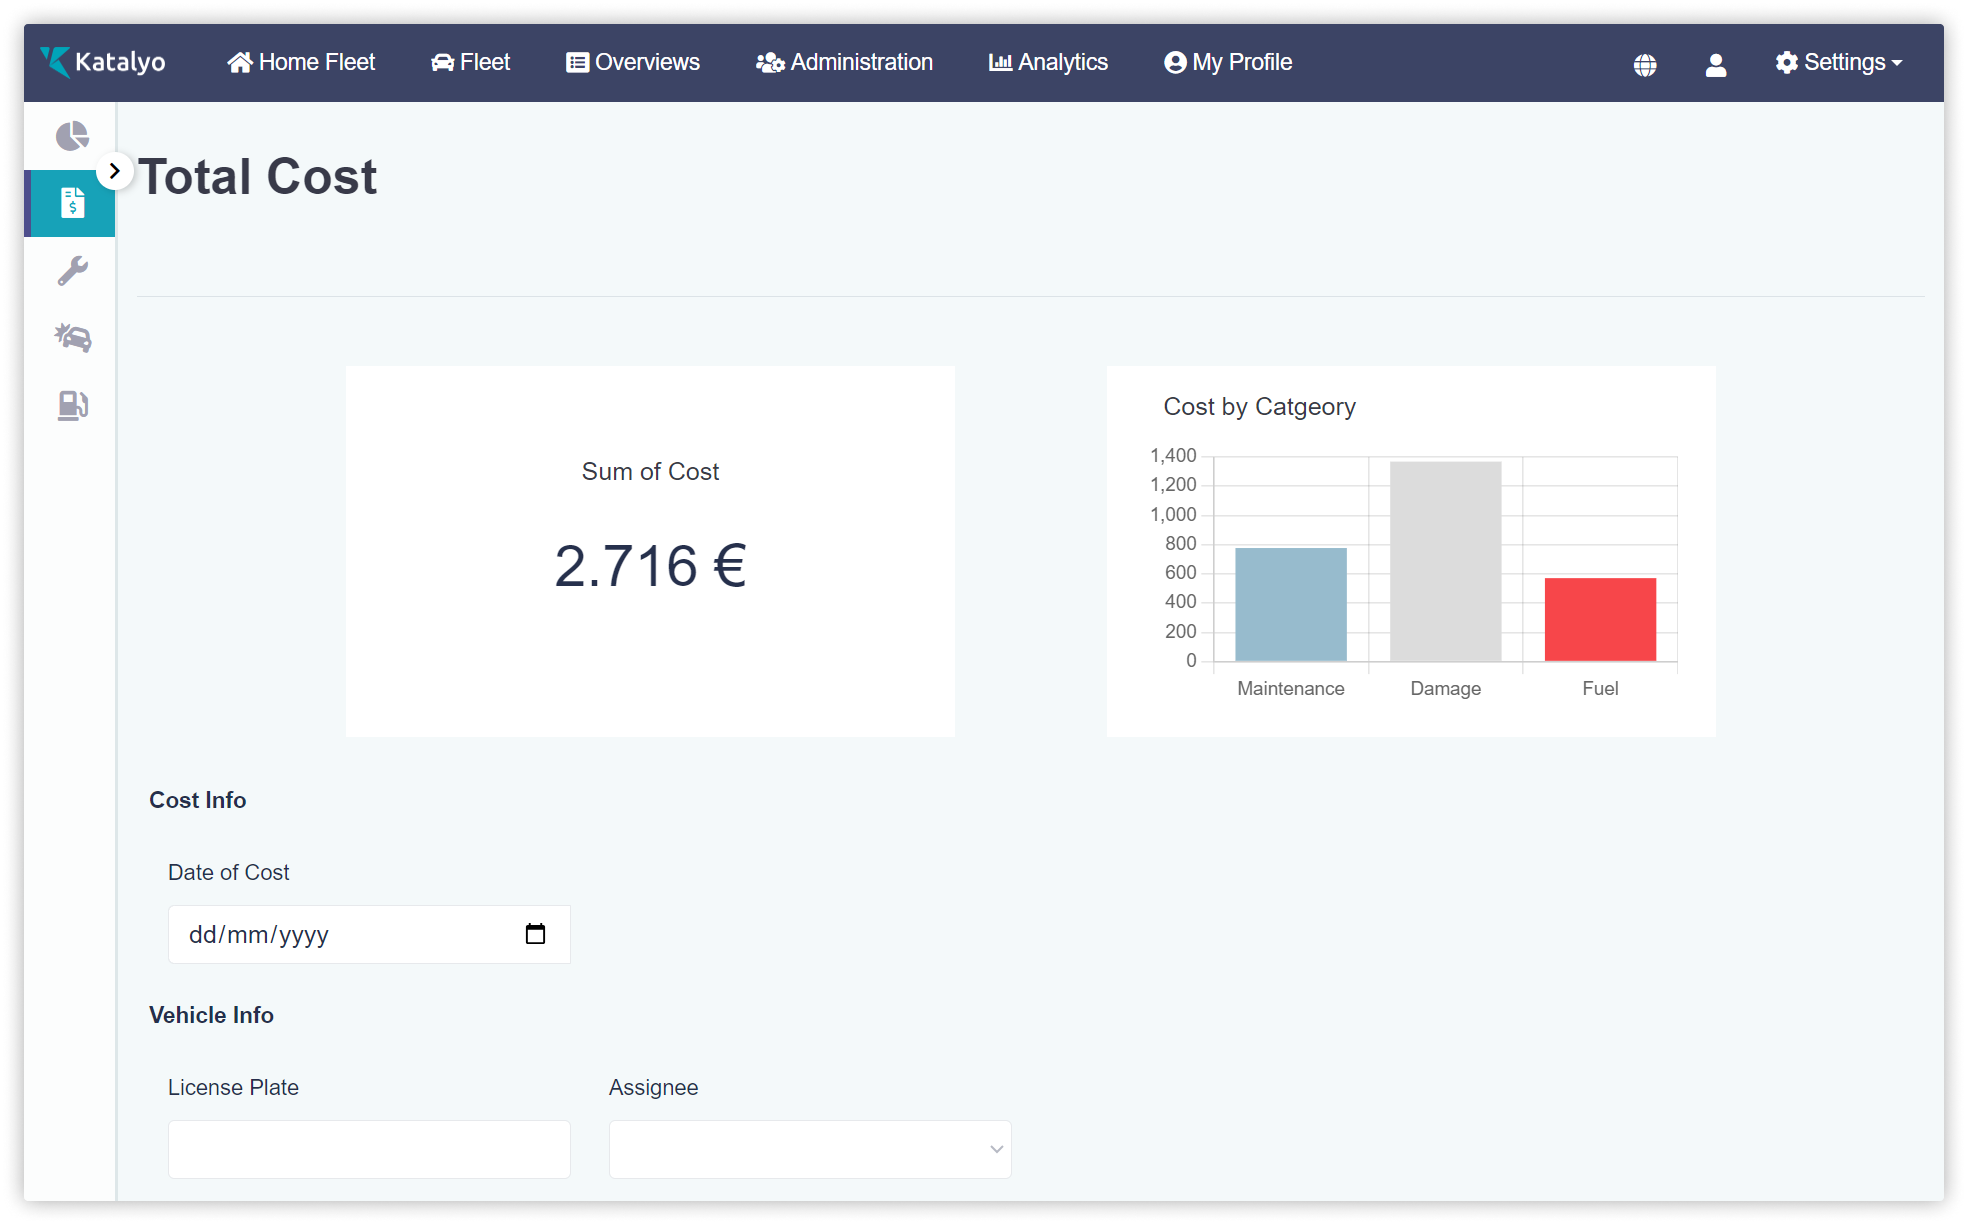 Katalyo
Home Fleet
Fleet
Overviews
Administration
Analytics
My Profile
Settings
Total Cost
Sum of Cost
2.716 €
Cost by Catgeory
1,400
1,200
1,000
800
600
400
200
0
Maintenance
Damage
Fuel
Cost Info
Date of Cost
dd/mm/yyyy
Vehicle Info
License Plate
Assignee